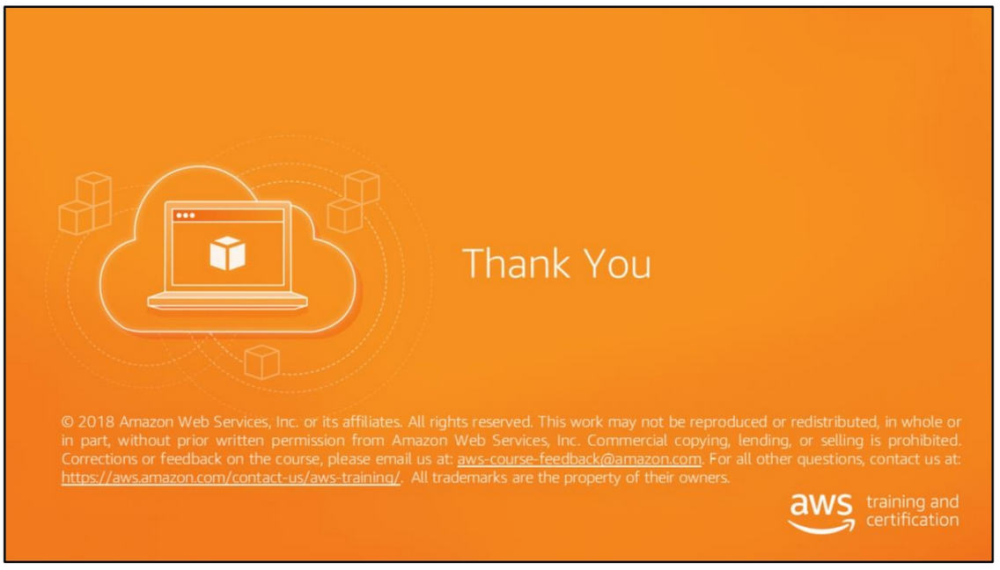 Thank You
© 2018 Amazon Web Services, Inc. or its affiliates. All rights reserved. This work may not be reproduced or redistributed, in whole or
in part, without prior written permission from Amazon Web Services, Inc. Commercial copying, lending, or selling is prohibited.
Corrections or feedback on the course, please email us at: aws-course-feedback@amazon.com. For all other questions, contact us at:
https://aws.amazon.com/contact-us/aws-training/. All trademarks are the property of their owners.
aws training and
certification